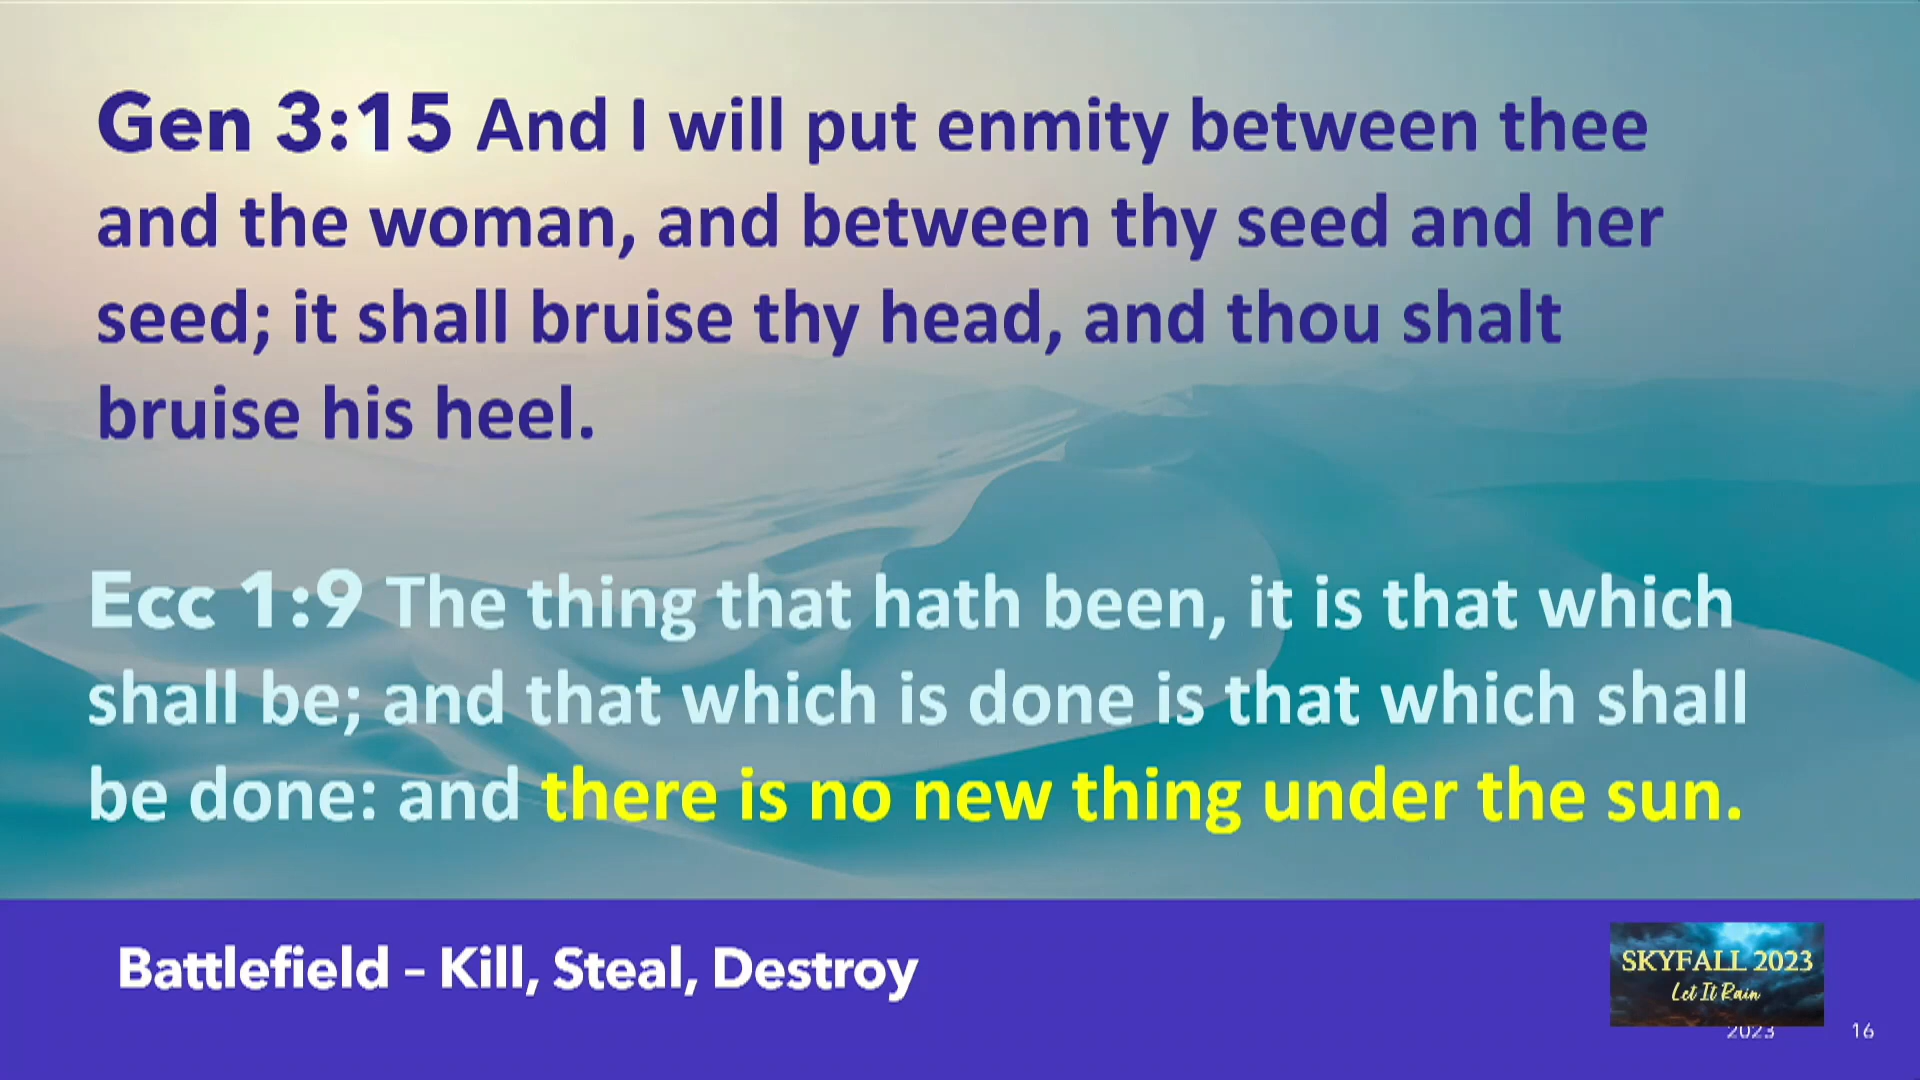 Gen 3:15 And I will put enmity between thee
and the woman, and between thy seed and her
seed; it shall bruise thy head, and thou shalt
bruise his heel.
Ecc 1:9 The thing that hath been, it is that which
shall be; and that which is done is that which shall
be done: and there is no new thing under the sun.
Battlefield – Kill, Steal, Destroy
SKYFALL 2023
Let It Rain
2023
16